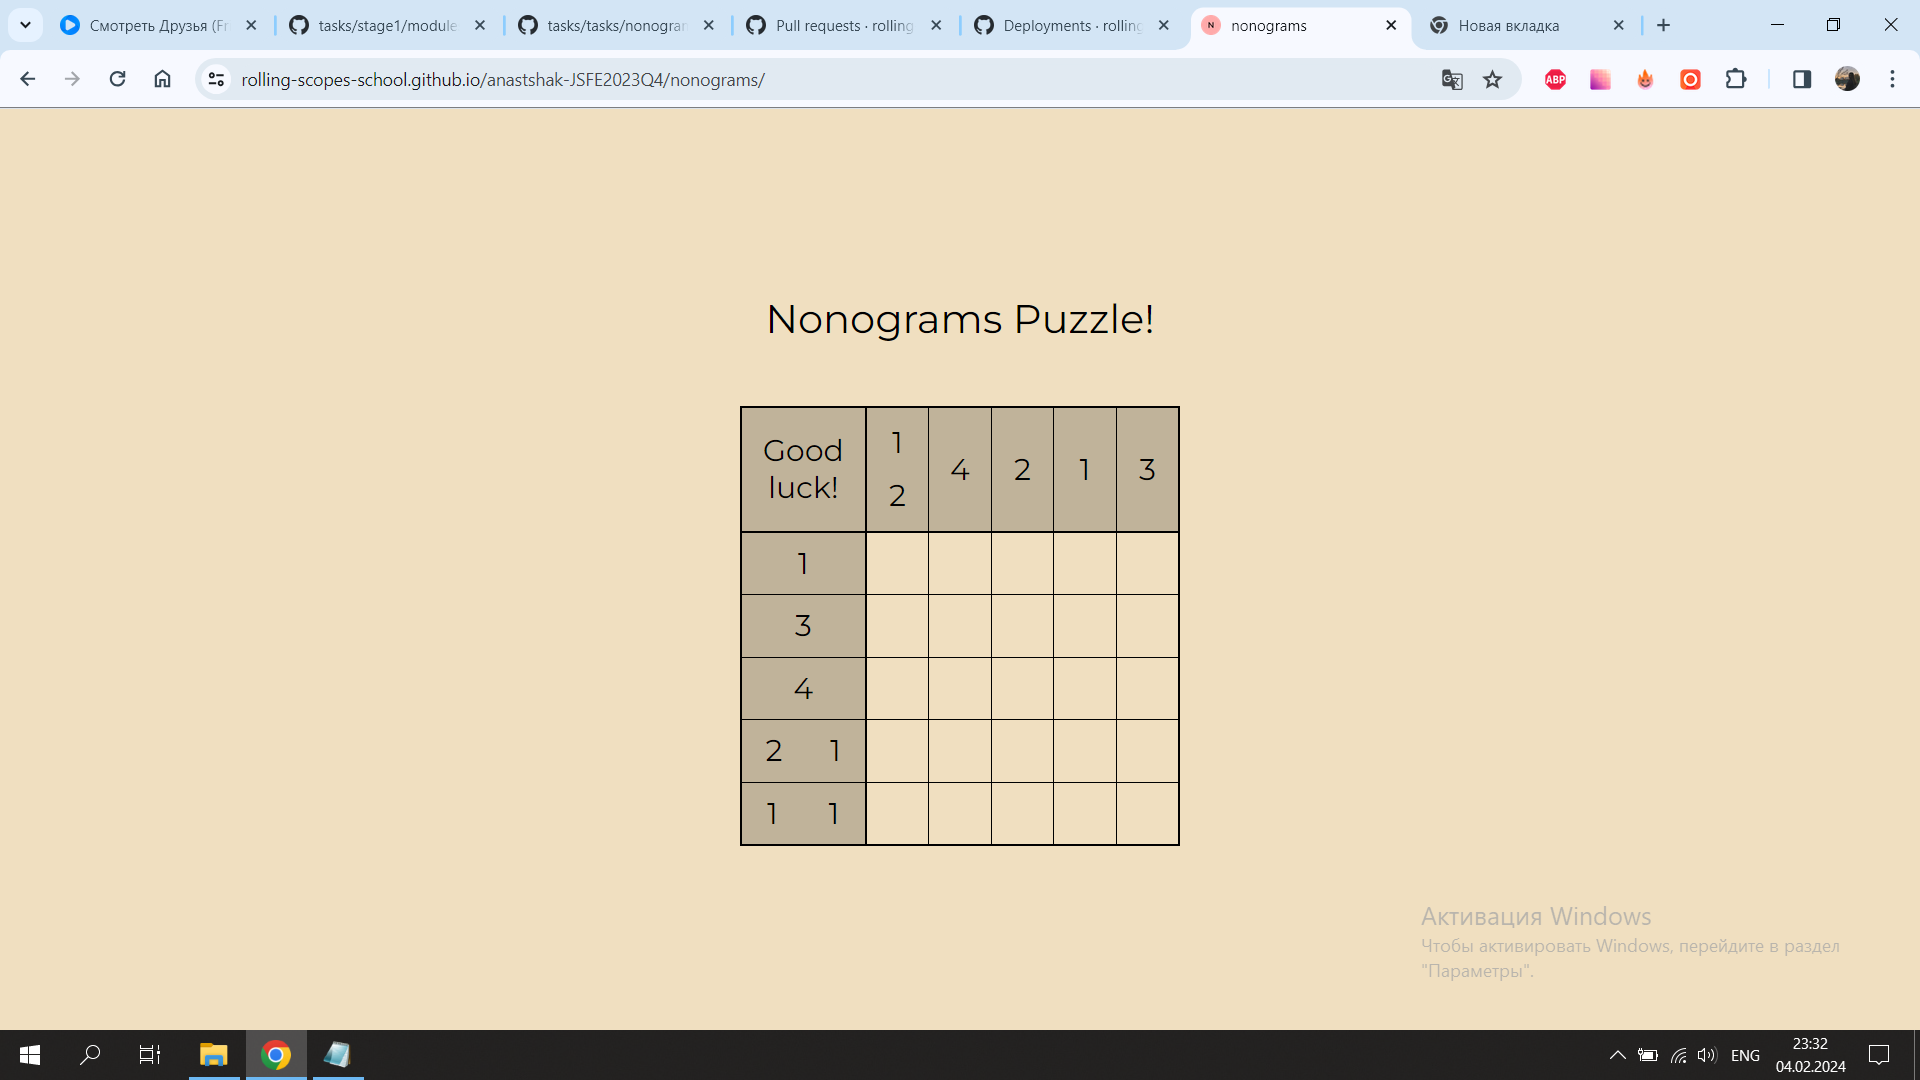 Смотреть Друзья (Fr
tasks/stage1/module
tasks/tasks/nonogram
Pull requests · rolling
Deployments · rolling
N
nonograms
Новая вкладка
rolling-scopes-school.github.io/anastshak-JSFE2023Q4/nonograms/
ABP
Nonograms Puzzle!
Good
luck!
1
2
4
2
1
3
1
3
4
2 1
1 1
Активация Windows
Чтобы активировать Windows, перейдите в раздел
"Параметры".
ENG
23:32
04.02.2024